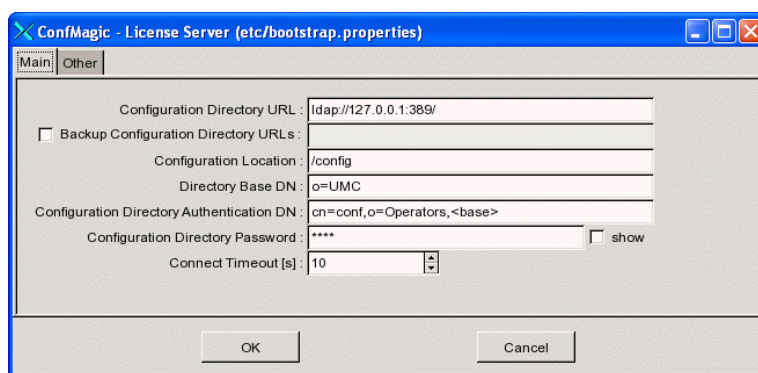 ConfMagic - License Server (etc/bootstrap.properties)
Main Other
Configuration Directory URL : ldap://127.0.0.1:389/
Backup Configuration Directory URLs :
Configuration Location : /config
Directory Base DN : o=UMC
Configuration Directory Authentication DN : cn=conf,o=Operators,<base>
Configuration Directory Password : **** show
Connect Timeout [s] : 10
OK Cancel